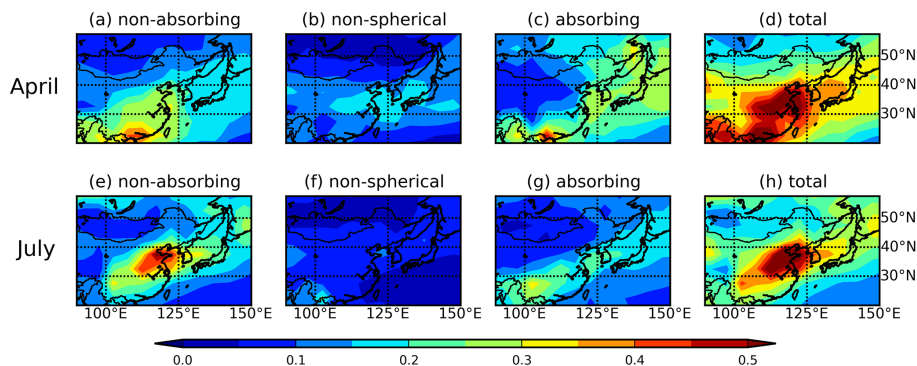 (a) non-absorbing (b) non-spherical (c) absorbing (d) total
50°N
April
40°N
30°N
(e) non-absorbing (f) non-spherical (g) absorbing (h) total
50°N
July
40°N
30°N
100°E 125°E 150°E 100°E 125°E 150°E 100°E 125°E 150°E 100°E 125°E 150°E
0.0 0.1 0.2 0.3 0.4 0.5